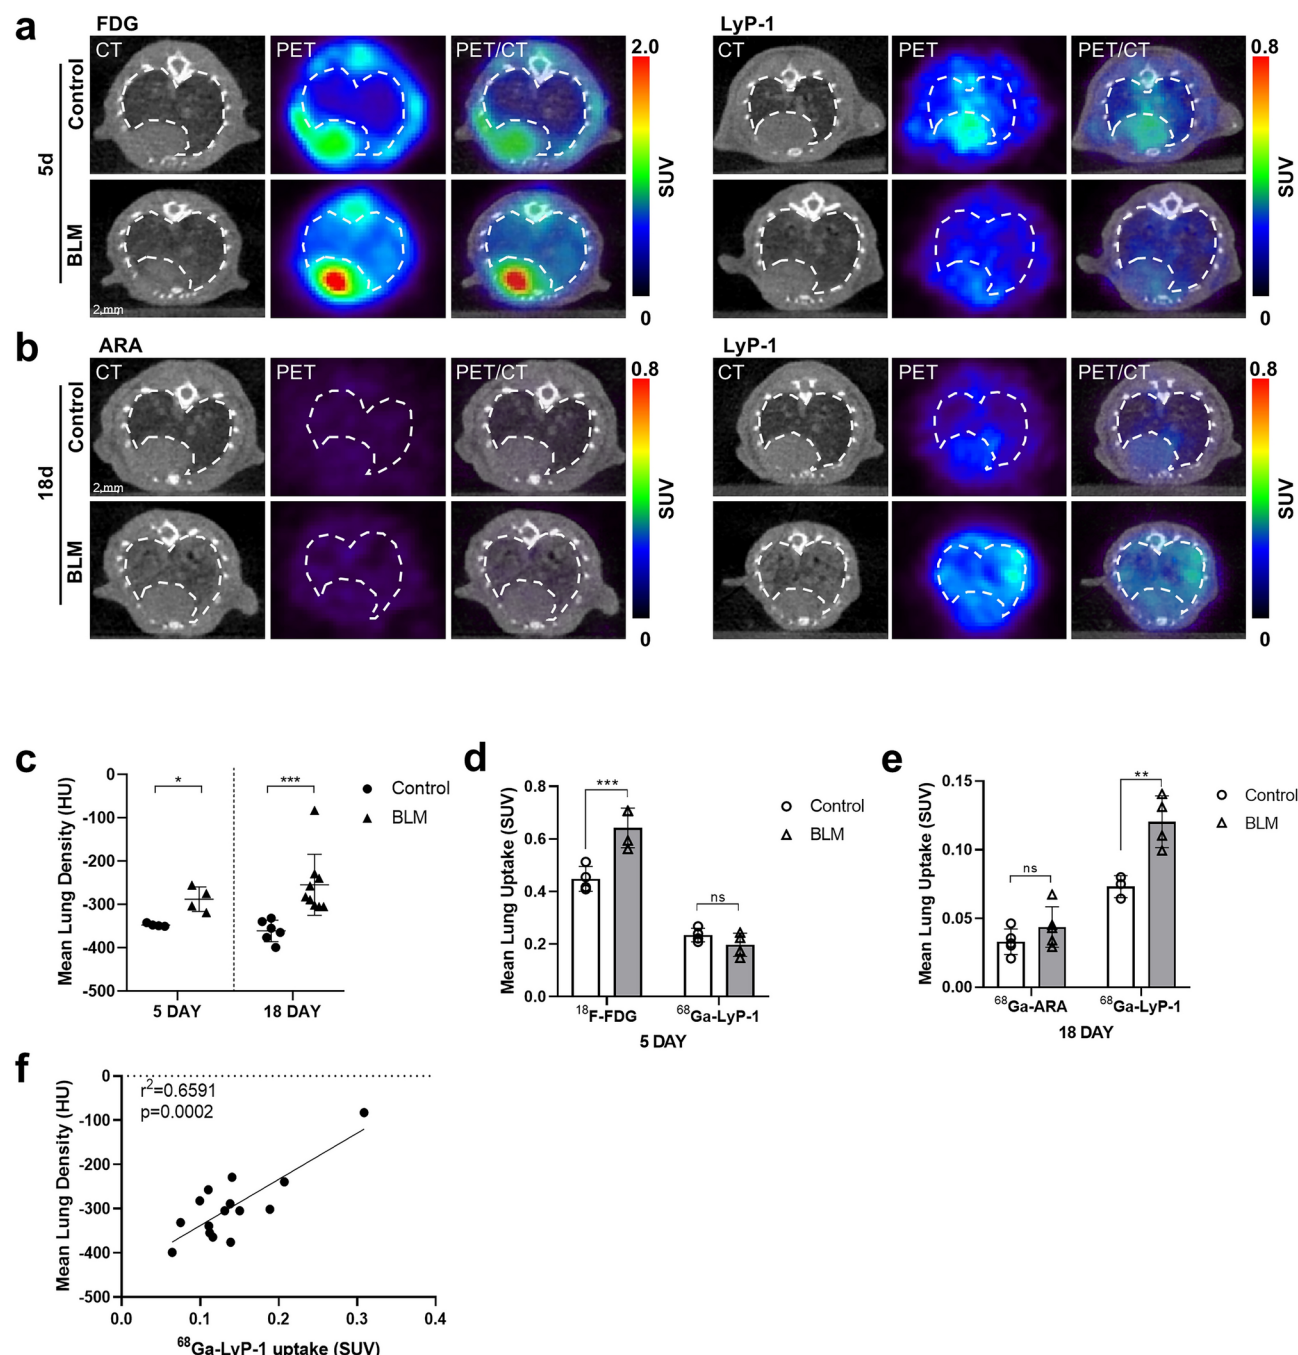 a
FDG
LyP-1
CT
PET
PET/CT
2.0
CT
PET
PET/CT
0.8
5d
Control
SUV
SUV
BLM
2 mm
0
0
b
ARA
LyP-1
CT
PET
PET/CT
0.8
CT
PET
PET/CT
0.8
18d
Control
2 mm
SUV
SUV
BLM
0
0
c
Mean Lung Density (HU)
0
-100
-200
-300
-400
-500
*
***
Control
BLM
5 DAY
18 DAY
d
Mean Lung Uptake (SUV)
0.8
0.6
0.4
0.2
0.0
***
ns
Control
BLM
18F-FDG
68Ga-LyP-1
5 DAY
e
Mean Lung Uptake (SUV)
0.15
0.10
0.05
0.00
ns
**
Control
BLM
68Ga-ARA
68Ga-LyP-1
18 DAY
f
Mean Lung Density (HU)
0
-100
-200
-300
-400
-500
r2=0.6591
p=0.0002
0.0
0.1
0.2
0.3
0.4
68Ga-LyP-1 uptake (SUV)